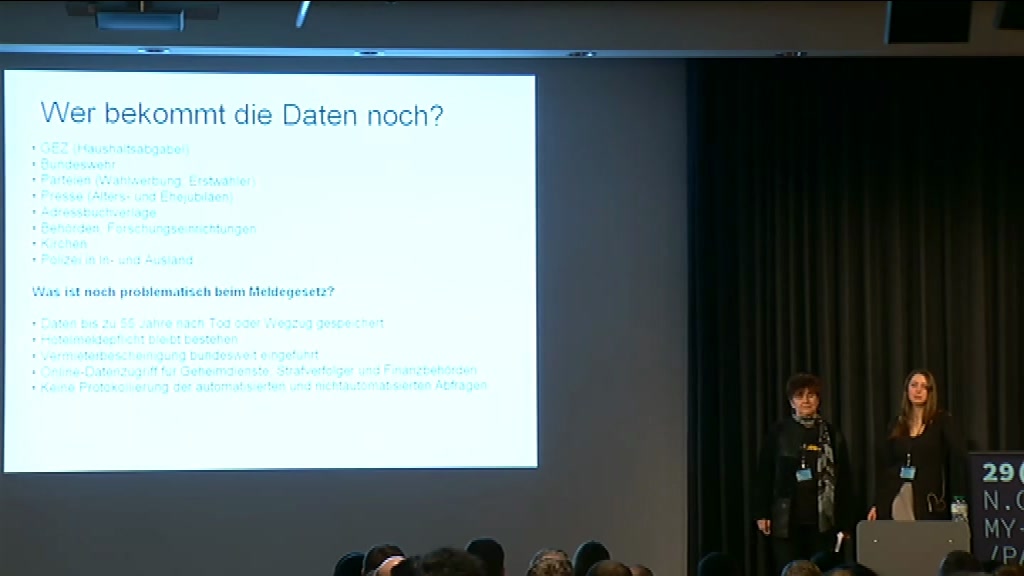 Wer bekommt die Daten noch?
• GEZ (Haushaltsabgabe!)
• Bundeswehr
• Parteien (Wahlwerbung, Erstwähler)
• Presse (Alters- und Ehejubiläen)
• Adressbuchverlage
• Behörden, Forschungseinrichtungen
• Kirchen
• Polizei in In- und Ausland
Was ist noch problematisch beim Meldegesetz?
• Daten bis zu 55 Jahre nach Tod oder Wegzug gespeichert
• Hotelmeldepflicht bleibt bestehen
• Vermieterbescheinigung bundesweit eingeführt
• Online-Datenzugriff für Geheimdienste, Strafverfolger und Finanzbehörden
• Keine Protokollierung der automatisierten und nichtautomatisierten Abfragen
29
N.
MY-
/P